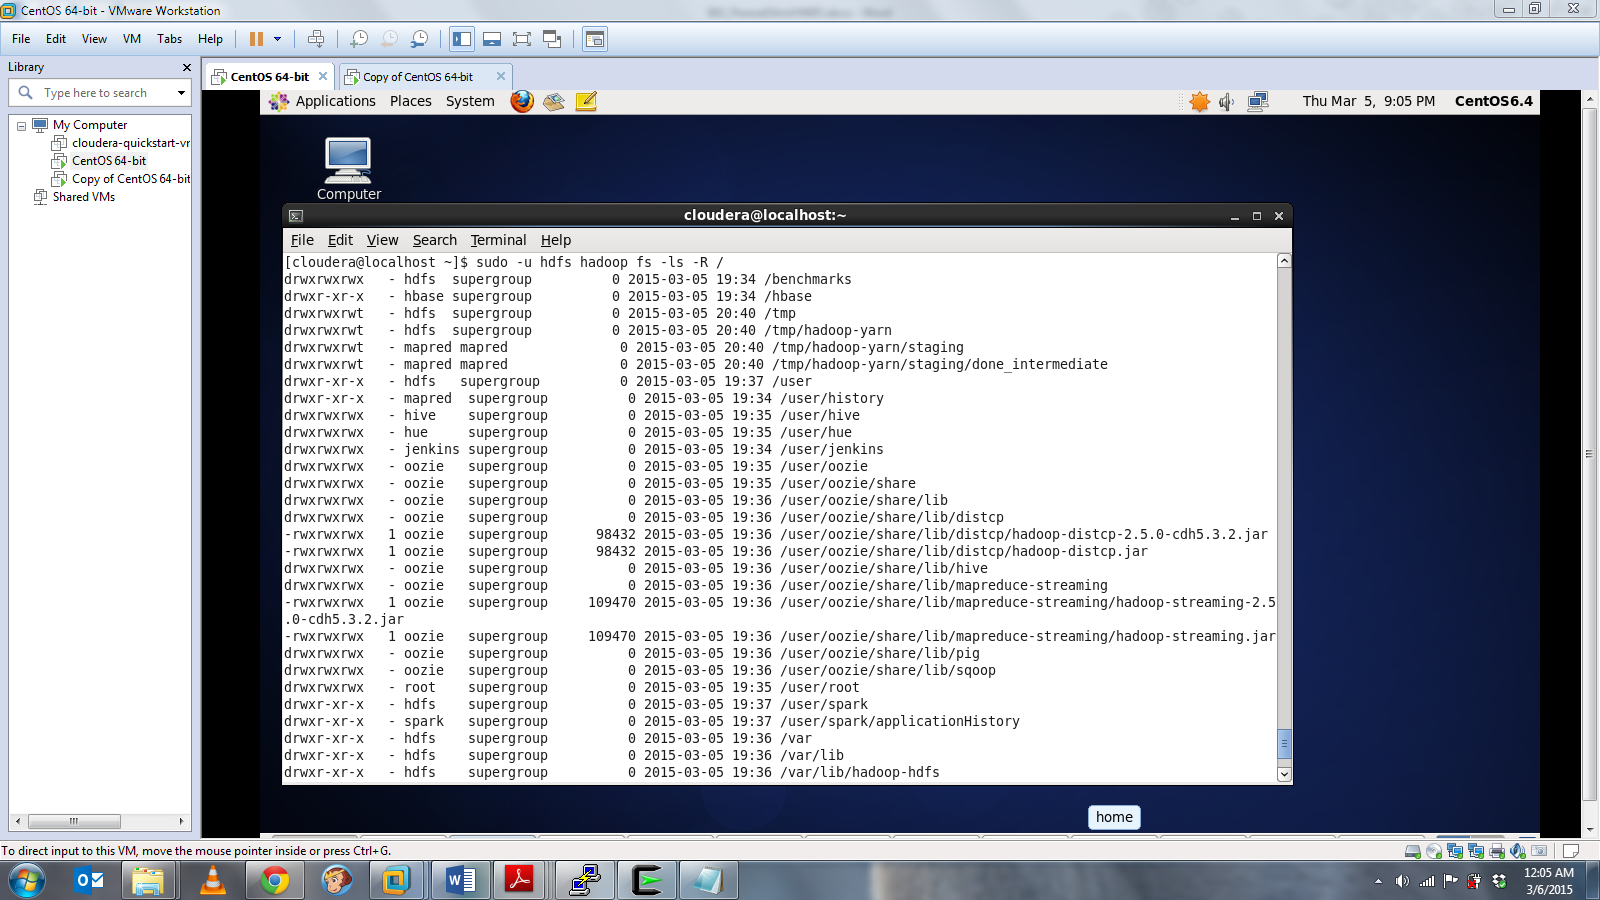 CentOS 64-bit - VMware Workstation
File Edit View VM Tabs Help
Library
Type here to search
My Computer
cloudera-quickstart-vr
CentOS 64-bit
Copy of CentOS 64-bit
Shared VMs
CentOS 64-bit
Copy of CentOS 64-bit
Applications Places System
Thu Mar 5, 9:05 PM CentOS6.4
Computer
cloudera@localhost:~
File Edit View Search Terminal Help
[cloudera@localhost ~]$ sudo -u hdfs hadoop fs -ls -R /
drwxrwxrwx   - hdfs  supergroup          0 2015-03-05 19:34 /benchmarks
drwxr-xr-x   - hbase supergroup          0 2015-03-05 19:34 /hbase
drwxrwxrwt   - hdfs  supergroup          0 2015-03-05 20:40 /tmp
drwxrwxrwt   - hdfs  supergroup          0 2015-03-05 20:40 /tmp/hadoop-yarn
drwxrwxrwt   - mapred mapred              0 2015-03-05 20:40 /tmp/hadoop-yarn/staging
drwxrwxrwt   - mapred mapred              0 2015-03-05 20:40 /tmp/hadoop-yarn/staging/done_intermediate
drwxr-xr-x   - hdfs   supergroup          0 2015-03-05 19:37 /user
drwxr-xr-x   - mapred  supergroup          0 2015-03-05 19:34 /user/history
drwxrwxrwx   - hive    supergroup          0 2015-03-05 19:35 /user/hive
drwxrwxrwx   - hue     supergroup          0 2015-03-05 19:35 /user/hue
drwxrwxrwx   - jenkins supergroup          0 2015-03-05 19:34 /user/jenkins
drwxrwxrwx   - oozie   supergroup          0 2015-03-05 19:35 /user/oozie
drwxrwxrwx   - oozie   supergroup          0 2015-03-05 19:35 /user/oozie/share
drwxrwxrwx   - oozie   supergroup          0 2015-03-05 19:36 /user/oozie/share/lib
drwxrwxrwx   - oozie   supergroup          0 2015-03-05 19:36 /user/oozie/share/lib/distcp
-rwxrwxrwx   1 oozie   supergroup      98432 2015-03-05 19:36 /user/oozie/share/lib/distcp/hadoop-distcp-2.5.0-cdh5.3.2.jar
-rwxrwxrwx   1 oozie   supergroup      98432 2015-03-05 19:36 /user/oozie/share/lib/distcp/hadoop-distcp.jar
drwxrwxrwx   - oozie   supergroup          0 2015-03-05 19:36 /user/oozie/share/lib/hive
drwxrwxrwx   - oozie   supergroup          0 2015-03-05 19:36 /user/oozie/share/lib/mapreduce-streaming
-rwxrwxrwx   1 oozie   supergroup     109470 2015-03-05 19:36 /user/oozie/share/lib/mapreduce-streaming/hadoop-streaming-2.5
.0-cdh5.3.2.jar
-rwxrwxrwx   1 oozie   supergroup     109470 2015-03-05 19:36 /user/oozie/share/lib/mapreduce-streaming/hadoop-streaming.jar
drwxrwxrwx   - oozie   supergroup          0 2015-03-05 19:36 /user/oozie/share/lib/pig
drwxrwxrwx   - oozie   supergroup          0 2015-03-05 19:36 /user/oozie/share/lib/sqoop
drwxrwxrwx   - root    supergroup          0 2015-03-05 19:35 /user/root
drwxr-xr-x   - hdfs    supergroup          0 2015-03-05 19:37 /user/spark
drwxr-xr-x   - spark   supergroup          0 2015-03-05 19:37 /user/spark/applicationHistory
drwxr-xr-x   - hdfs    supergroup          0 2015-03-05 19:36 /var
drwxr-xr-x   - hdfs    supergroup          0 2015-03-05 19:36 /var/lib
drwxr-xr-x   - hdfs    supergroup          0 2015-03-05 19:36 /var/lib/hadoop-hdfs
home
To direct input to this VM, move the mouse pointer inside or press Ctrl+G.
12:05 AM
3/6/2015